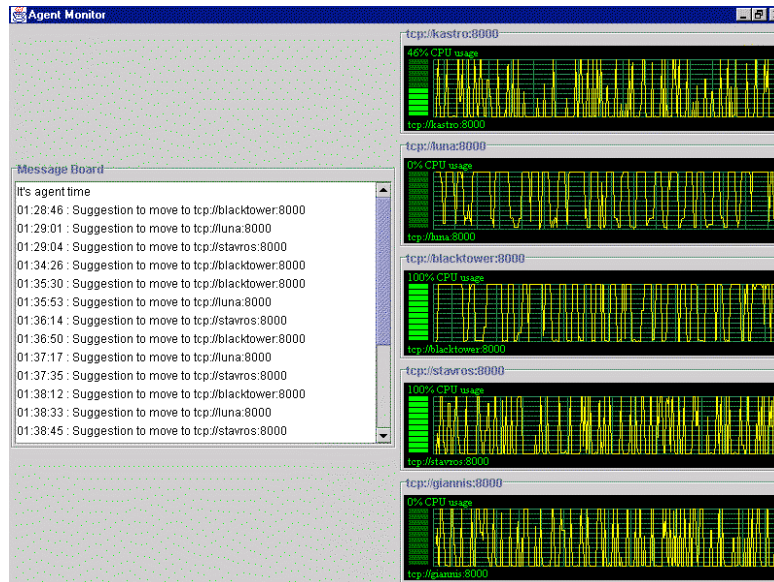 Agent Monitor
Message Board
It's agent time
01:28:46 : Suggestion to move to tcp://blacktower:8000
01:29:01 : Suggestion to move to tcp://luna:8000
01:29:04 : Suggestion to move to tcp://stavros:8000
01:34:26 : Suggestion to move to tcp://blacktower:8000
01:35:30 : Suggestion to move to tcp://blacktower:8000
01:35:53 : Suggestion to move to tcp://luna:8000
01:36:14 : Suggestion to move to tcp://stavros:8000
01:36:50 : Suggestion to move to tcp://blacktower:8000
01:37:17 : Suggestion to move to tcp://luna:8000
01:37:35 : Suggestion to move to tcp://stavros:8000
01:38:12 : Suggestion to move to tcp://blacktower:8000
01:38:33 : Suggestion to move to tcp://luna:8000
01:38:45 : Suggestion to move to tcp://stavros:8000
tcp://kastro:8000
46% CPU usage
tcp://kastro:8000
tcp://luna:8000
0% CPU usage
tcp://luna:8000
tcp://blacktower:8000
100% CPU usage
tcp://blacktower:8000
tcp://stavros:8000
100% CPU usage
tcp://stavros:8000
tcp://giannis:8000
0% CPU usage
tcp://giannis:8000